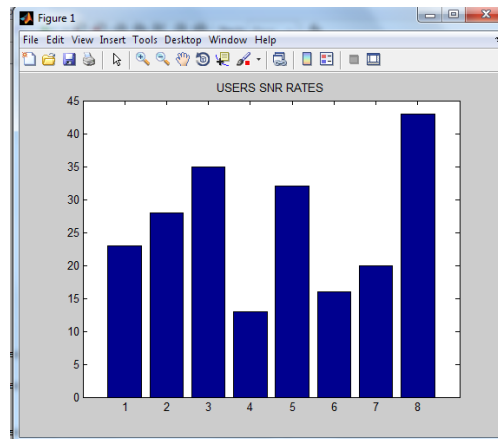 Figure 1
File Edit View Insert Tools Desktop Window Help
USERS SNR RATES
45
40
35
30
25
20
15
10
5
0
1 2 3 4 5 6 7 8